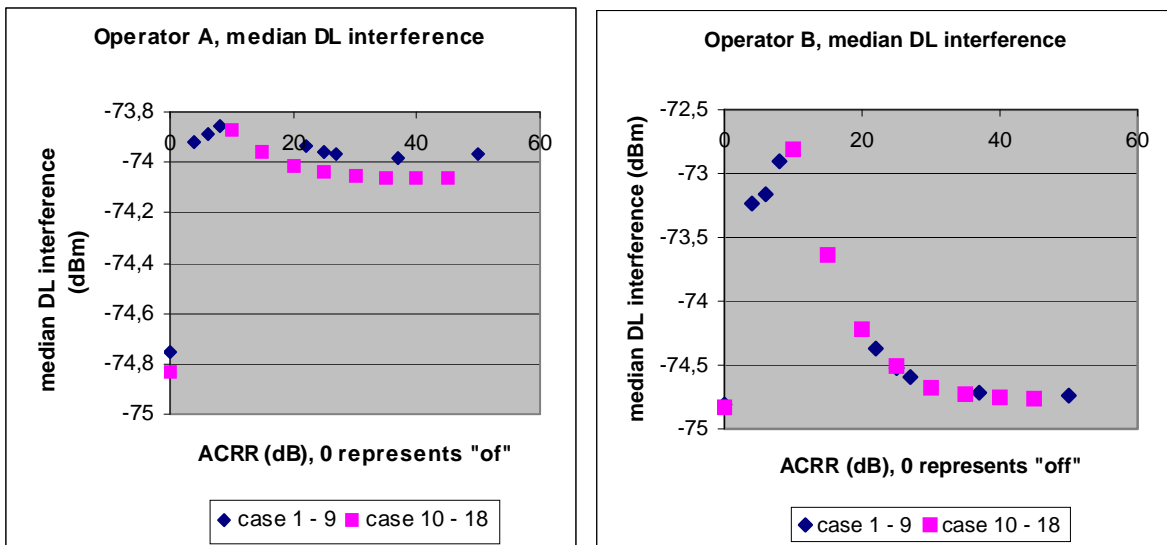 Operator A, median DL interference
-73,8
-74
-74,2
-74,4
-74,6
-74,8
-75
0
20
40
60
median DL interference
(dBm)
ACRR (dB), 0 represents "of"
case 1 - 9
case 10 - 18
Operator B, median DL interference
-72,5
-73
-73,5
-74
-74,5
-75
0
20
40
60
median DL interference (dBm)
ACRR (dB), 0 represents "off"
case 1 - 9
case 10 - 18